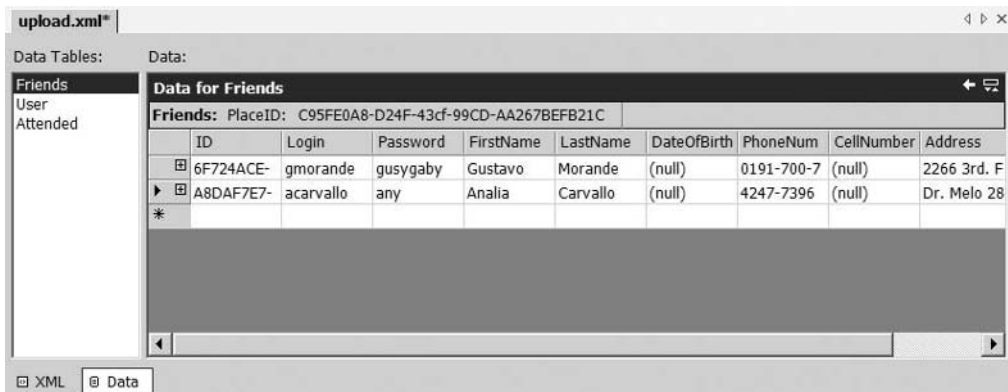 upload.xml*
Data Tables: Data:
Friends
User
Attended
Data for Friends
Friends: PlaceID: C95FE0A8-D24F-43cf-99CD-AA267BEFB21C
ID Login Password FirstName LastName DateOfBirth PhoneNum CellNumber Address
6F724ACE- gmorande gusygaby Gustavo Morande (null) 0191-700-7 (null) 2266 3rd. F
A8DAF7E7- acarvallo any Analia Carvallo (null) 4247-7396 (null) Dr. Melo 28
XML Data